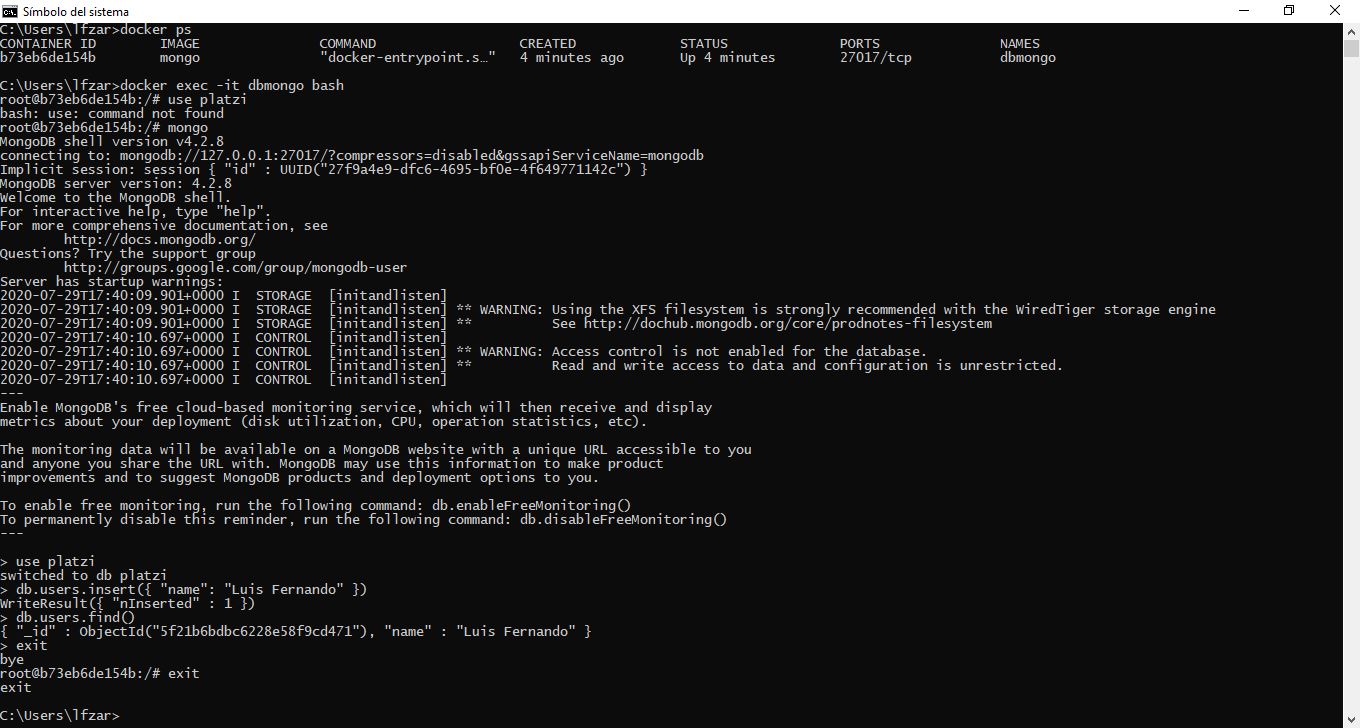 Símbolo del sistema
C:\Users\lfzar>docker ps
CONTAINER ID        IMAGE               COMMAND                  CREATED             STATUS              PORTS               NAMES
b73eb6de154b        mongo               "docker-entrypoint.s…"   4 minutes ago       Up 4 minutes        27017/tcp           dbmongo

C:\Users\lfzar>docker exec -it dbmongo bash
root@b73eb6de154b:/# use platzi
bash: use: command not found
root@b73eb6de154b:/# mongo
MongoDB shell version v4.2.8
connecting to: mongodb://127.0.0.1:27017/?compressors=disabled&gssapiServiceName=mongodb
Implicit session: session { "id" : UUID("27f9a4e9-dfc6-4695-bf0e-4f649771142c") }
MongoDB server version: 4.2.8
Welcome to the MongoDB shell.
For interactive help, type "help".
For more comprehensive documentation, see
        http://docs.mongodb.org/
Questions? Try the support group
        http://groups.google.com/group/mongodb-user
Server has startup warnings:
2020-07-29T17:40:09.901+0000 I  STORAGE  [initandlisten]
2020-07-29T17:40:09.901+0000 I  STORAGE  [initandlisten] ** WARNING: Using the XFS filesystem is strongly recommended with the WiredTiger storage engine
2020-07-29T17:40:09.901+0000 I  STORAGE  [initandlisten] **          See http://dochub.mongodb.org/core/prodnotes-filesystem
2020-07-29T17:40:10.697+0000 I  CONTROL  [initandlisten]
2020-07-29T17:40:10.697+0000 I  CONTROL  [initandlisten] ** WARNING: Access control is not enabled for the database.
2020-07-29T17:40:10.697+0000 I  CONTROL  [initandlisten] **          Read and write access to data and configuration is unrestricted.
2020-07-29T17:40:10.697+0000 I  CONTROL  [initandlisten]
---
Enable MongoDB's free cloud-based monitoring service, which will then receive and display
metrics about your deployment (disk utilization, CPU, operation statistics, etc).

The monitoring data will be available on a MongoDB website with a unique URL accessible to you
and anyone you share the URL with. MongoDB may use this information to make product
improvements and to suggest MongoDB products and deployment options to you.

To enable free monitoring, run the following command: db.enableFreeMonitoring()
To permanently disable this reminder, run the following command: db.disableFreeMonitoring()
---

> use platzi
switched to db platzi
> db.users.insert({ "name": "Luis Fernando" })
WriteResult({ "nInserted" : 1 })
> db.users.find()
{ "_id" : ObjectId("5f21b6bdbc6228e58f9cd471"), "name" : "Luis Fernando" }
> exit
bye
root@b73eb6de154b:/# exit
exit

C:\Users\lfzar>